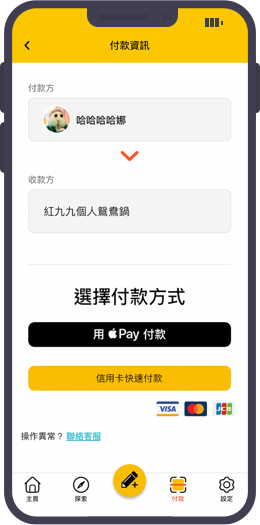 付款資訊
付款方
哈哈哈哈娜
收款方
紅九九個人鴛鴦鍋
選擇付款方式
用 Pay 付款
信用卡快速付款
VISA JCB
操作異常？ 聯絡客服
主頁 探索 付款 設定